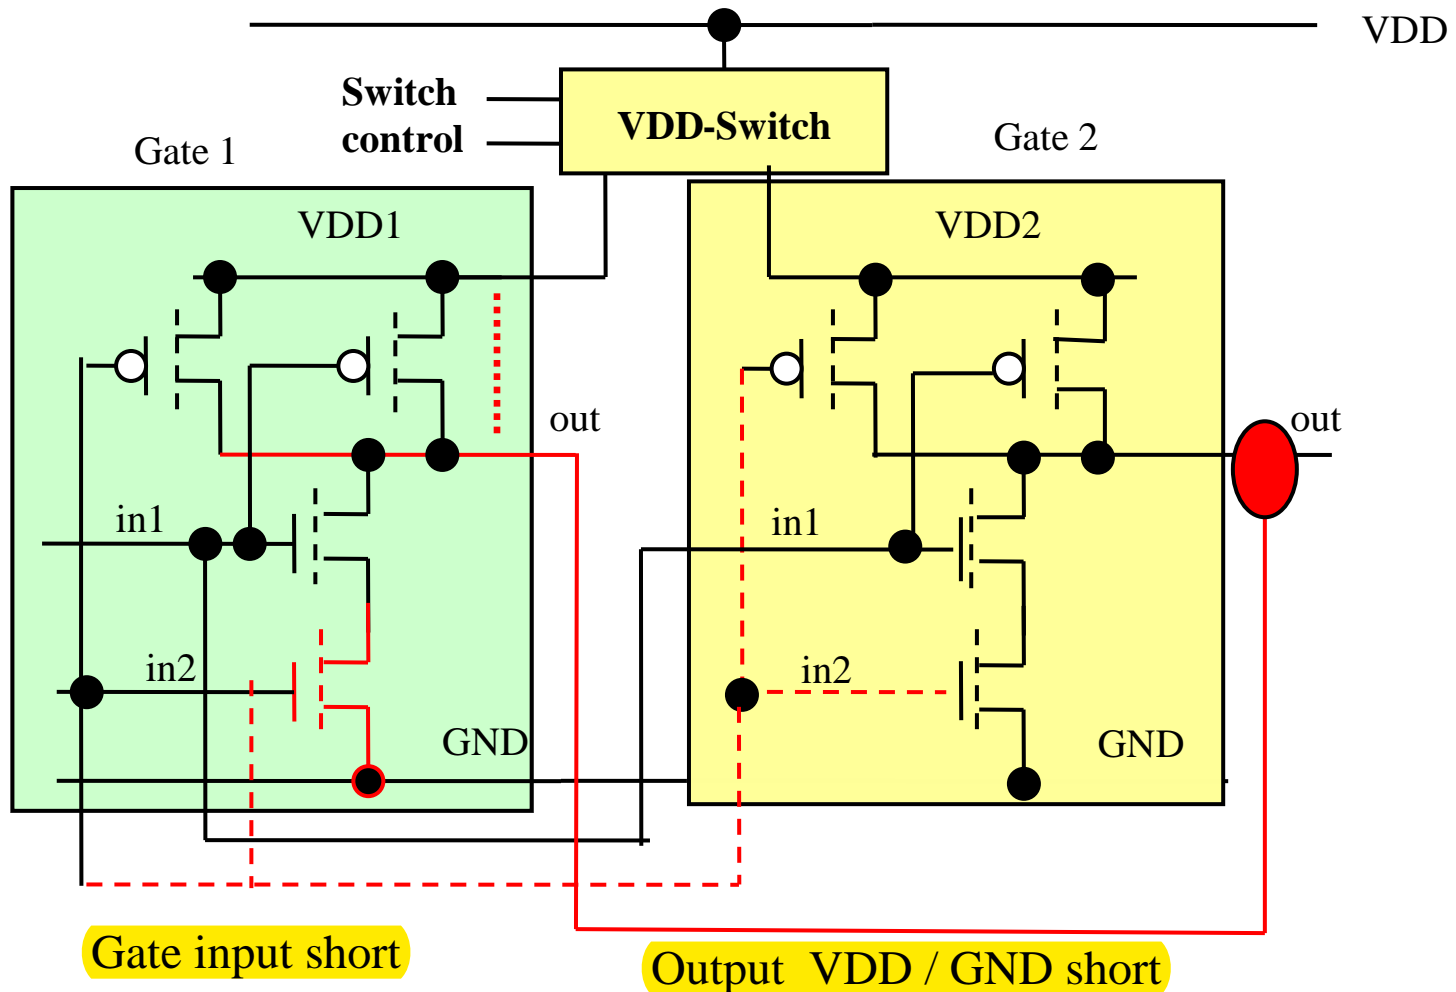 VDD
Switch
control
VDD-Switch
Gate 1
Gate 2
VDD1
VDD2
out
out
in1
in1
in2
in2
GND
GND
Gate input short
Output VDD / GND short